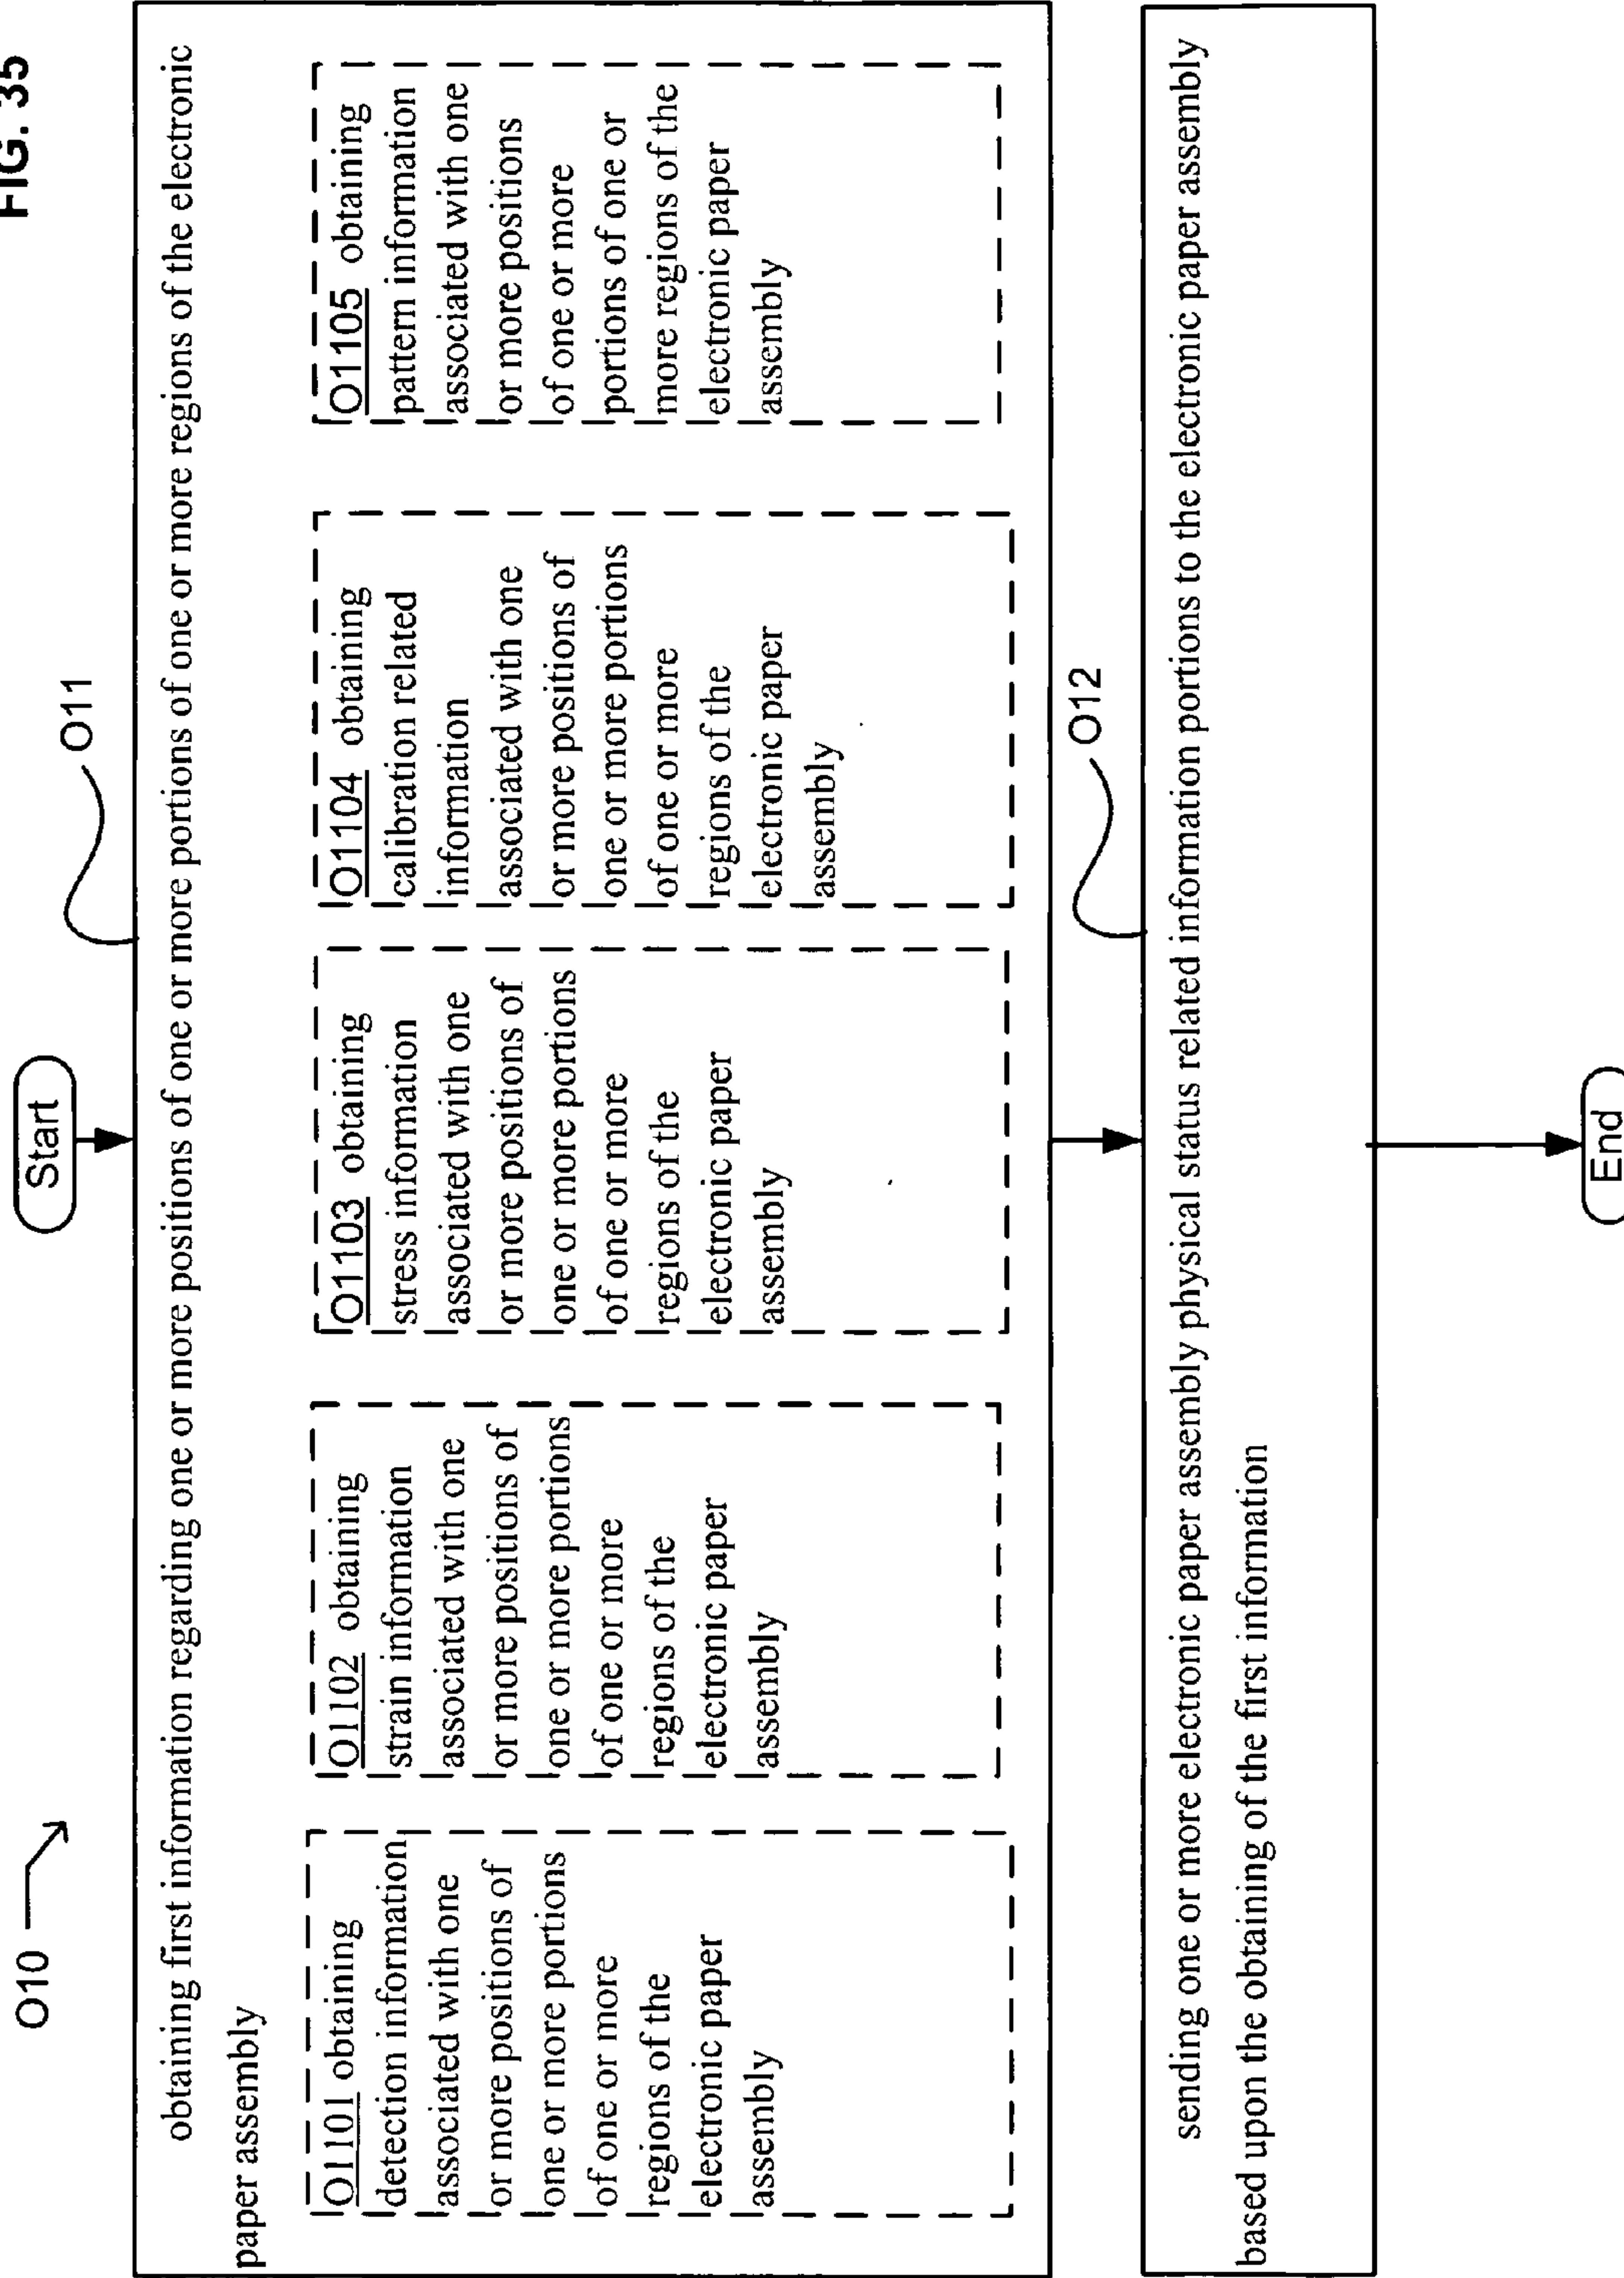 FIG. 35
O10
Start
O11
obtaining first information regarding one or more positions of one or more portions of one or more regions of the electronic
paper assembly
O1101 obtaining
detection information
associated with one
or more positions of
one or more portions
of one or more
regions of the
electronic paper
assembly
O1102 obtaining
strain information
associated with one
or more positions of
one or more portions
of one or more
regions of the
electronic paper
assembly
O1103 obtaining
stress information
associated with one
or more positions of
one or more portions
of one or more
regions of the
electronic paper
assembly
O1104 obtaining
calibration related
information
associated with one
or more positions of
one or more portions
of one or more
regions of the
electronic paper
assembly
O1105 obtaining
pattern information
associated with one
or more positions
of one or more
portions of one or
more regions of the
electronic paper
assembly
O12
sending one or more electronic paper assembly physical status related information portions to the electronic paper assembly
based upon the obtaining of the first information
End